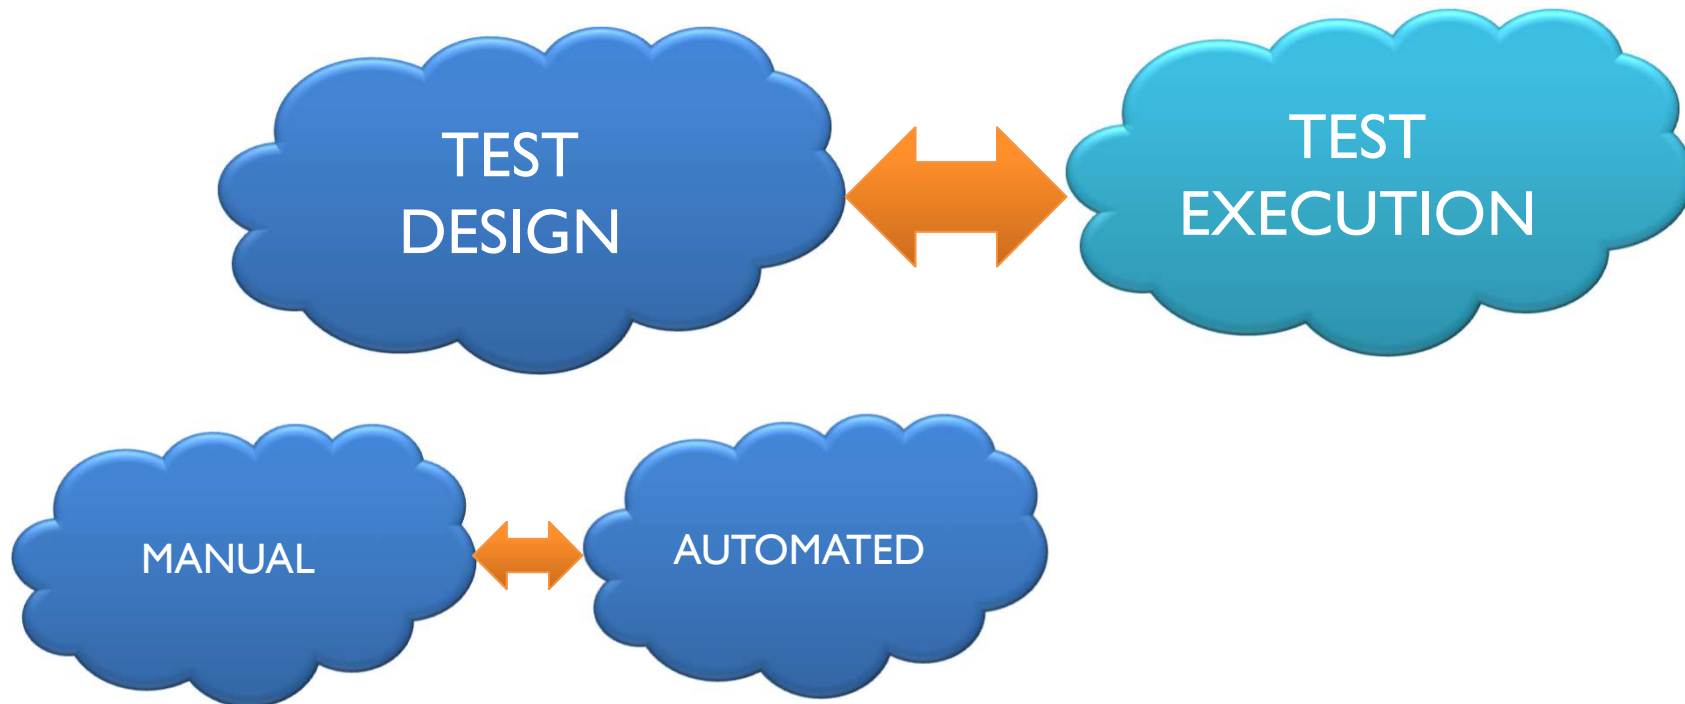 TEST
DESIGN
TEST
EXECUTION
MANUAL
AUTOMATED